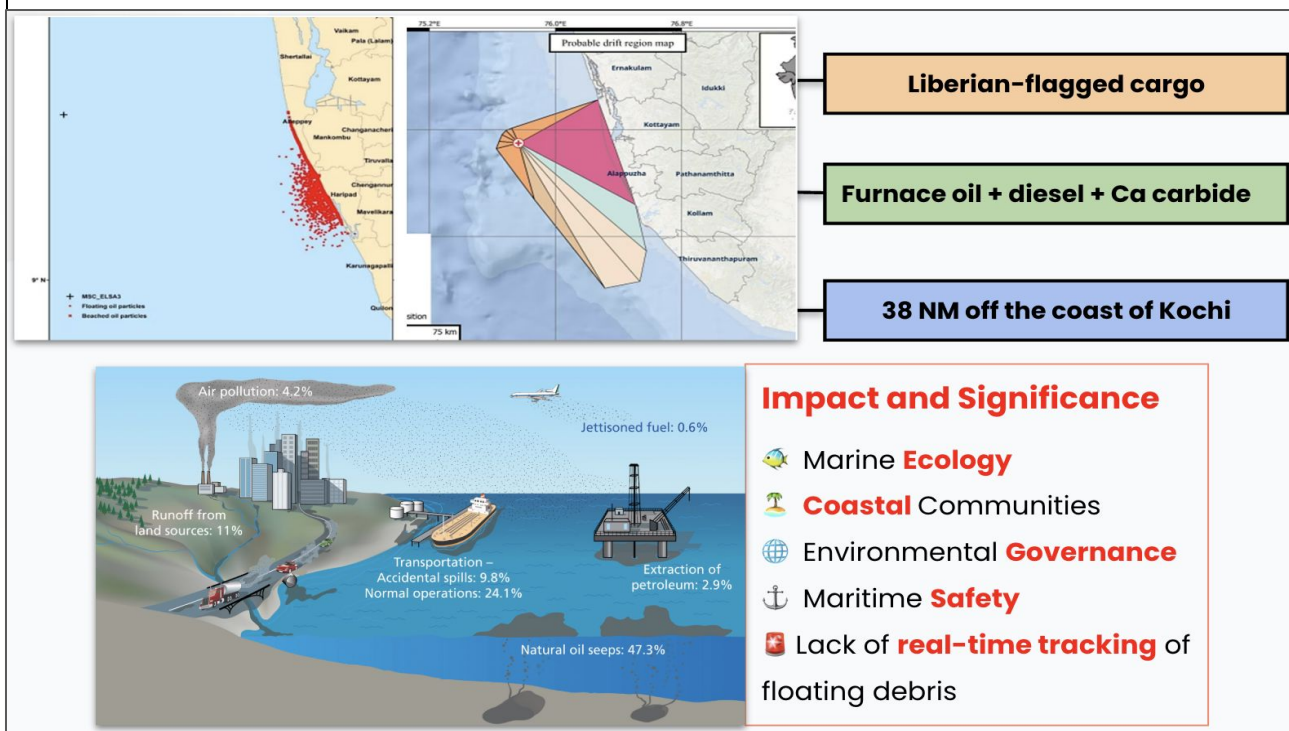 Vaikam
Pala (Lalam)
Shertallai
Kottayam
Alleppey
Changanacheri
Mankombu
Tiruvalla
Chengannur
Haripad
Mavelikara
Karunagapalli
Quilon
9° N
MSC_ELSA3
Floating oil particles
Beached oil particles
75.2°E
76.0°E
76.8°E
Probable drift region map
Ernakulam
Idukki
Kottayam
Alappuzha
Pathanamthitta
Kollam
Thiruvananthapuram
sition
75 km
Liberian-flagged cargo
Furnace oil + diesel + Ca carbide
38 NM off the coast of Kochi
Air pollution: 4.2%
Jettisoned fuel: 0.6%
Runoff from
land sources: 11%
Transportation –
Accidental spills: 9.8%
Normal operations: 24.1%
Extraction of
petroleum: 2.9%
Natural oil seeps: 47.3%
Impact and Significance
Marine Ecology
Coastal Communities
Environmental Governance
Maritime Safety
Lack of real-time tracking of
floating debris